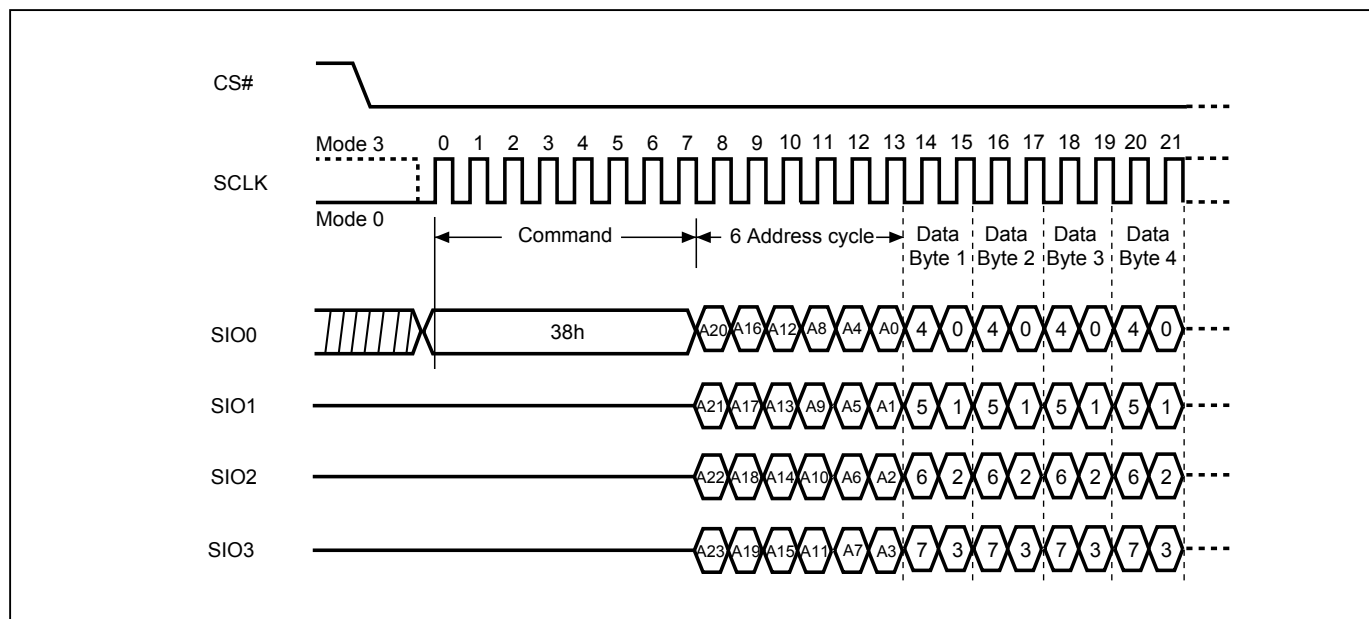 CS#
Mode 3
0 1 2 3 4 5 6 7 8 9 10 11 12 13 14 15 16 17 18 19 20 21
SCLK
Mode 0
Command
6 Address cycle
Data Byte 1
Data Byte 2
Data Byte 3
Data Byte 4
SIO0
38h
A20 A16 A12 A8 A4 A0 4 0 4 0 4 0 4 0
SIO1
A21 A17 A13 A9 A5 A1 5 1 5 1 5 1 5 1
SIO2
A22 A18 A14 A10 A6 A2 6 2 6 2 6 2 6 2
SIO3
A23 A19 A15 A11 A7 A3 7 3 7 3 7 3 7 3